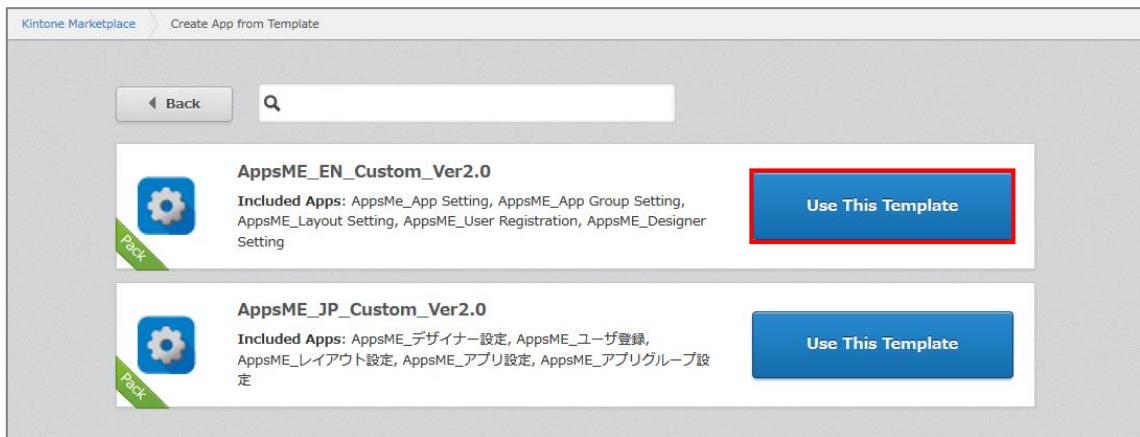 Kintone Marketplace Create App from Template
Back
AppsME_EN_Custom_Ver2.0
Included Apps: AppsMe_App Setting, AppsME_App Group Setting,
AppsME_Layout Setting, AppsME_User Registration, AppsME_Designer
Setting
Use This Template
Pack
AppsME_JP_Custom_Ver2.0
Included Apps: AppsME_デザイナー設定, AppsME_ユーザ登録,
AppsME_レイアウト設定, AppsME_アプリ設定, AppsME_アプリグループ設
定
Use This Template
Pack